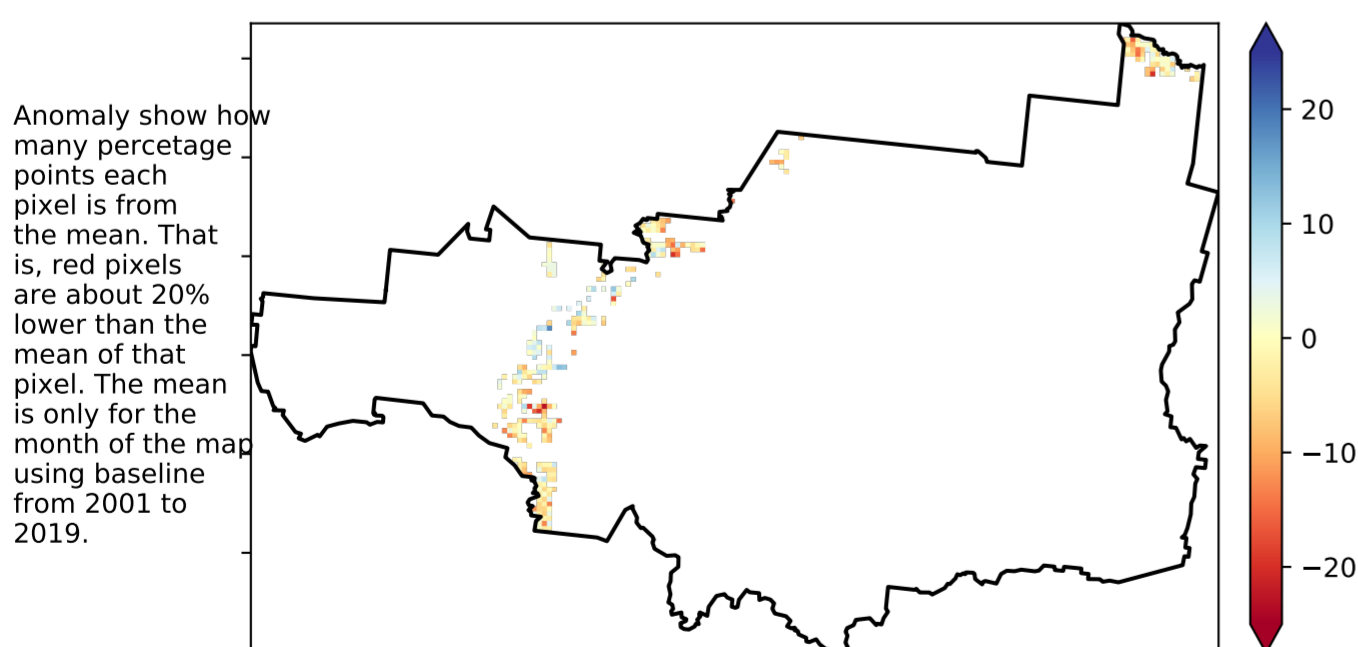 Anomaly show how
many percetage
points each
pixel is from
the mean. That
is, red pixels
are about 20%
lower than the
mean of that
pixel. The mean
is only for the
month of the map
using baseline
from 2001 to
2019.
20
10
0
−10
−20